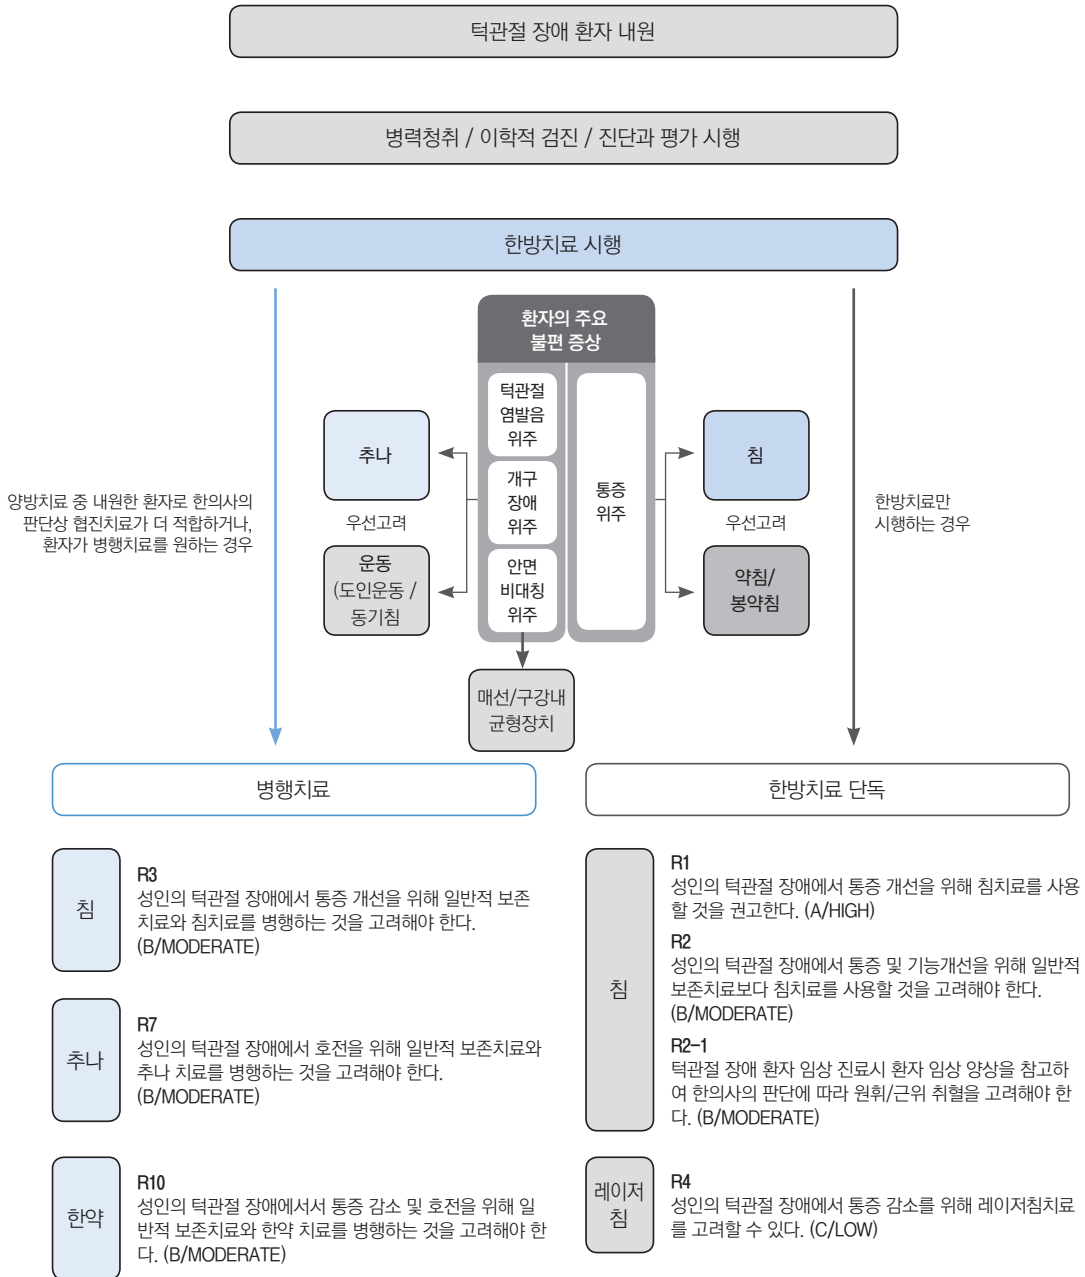 턱관절 장애 환자 내원
병력청취 / 이학적 검진 / 진단과 평가 시행
한방치료 시행
환자의 주요
불편 증상
턱관절
염발음
위주
개구
장애
위주
안면
비대칭
위주
통증
위주
추나
우선고려
운동
(도인운동 /
동기침
침
우선고려
약침/
봉약침
매선/구강내
균형장치
양방치료 중 내원한 환자로 한의사의
판단상 협진치료가 더 적합하거나,
환자가 병행치료를 원하는 경우
한방치료만
시행하는 경우
병행치료
침
R3
성인의 턱관절 장애에서 통증 개선을 위해 일반적 보존
치료와 침치료를 병행하는 것을 고려해야 한다.
(B/MODERATE)
추나
R7
성인의 턱관절 장애에서 호전을 위해 일반적 보존치료와
추나 치료를 병행하는 것을 고려해야 한다.
(B/MODERATE)
한약
R10
성인의 턱관절 장애에서서 통증 감소 및 호전을 위해 일
반적 보존치료와 한약 치료를 병행하는 것을 고려해야 한
다. (B/MODERATE)
한방치료 단독
침
R1
성인의 턱관절 장애에서 통증 개선을 위해 침치료를 사용
할 것을 권고한다. (A/HIGH)
R2
성인의 턱관절 장애에서 통증 및 기능개선을 위해 일반적
보존치료보다 침치료를 사용할 것을 고려해야 한다.
(B/MODERATE)
R2-1
턱관절 장애 환자 임상 진료시 환자 임상 양상을 참고하
여 한의사의 판단에 따라 원휘/근위 취혈을 고려해야 한
다. (B/MODERATE)
레이저
침
R4
성인의 턱관절 장애에서 통증 감소를 위해 레이저침치료
를 고려할 수 있다. (C/LOW)